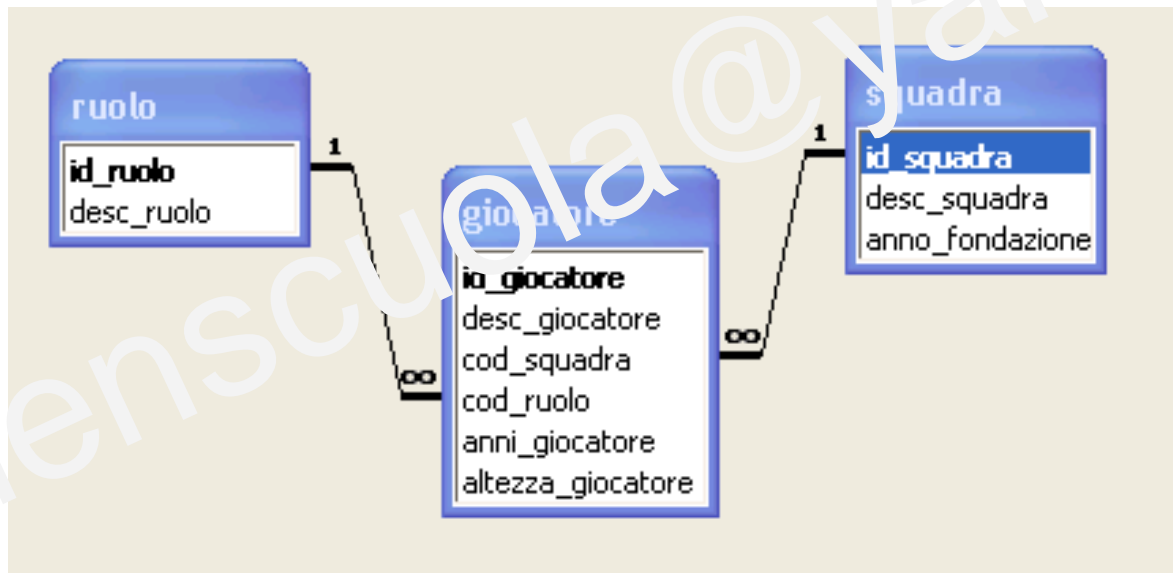 ruolo
id_ruolo
desc_ruolo
1
∞
giocatore
id_giocatore
desc_giocatore
cod_squadra
cod_ruolo
anni_giocatore
altezza_giocatore
∞
1
squadra
id_squadra
desc_squadra
anno_fondazione